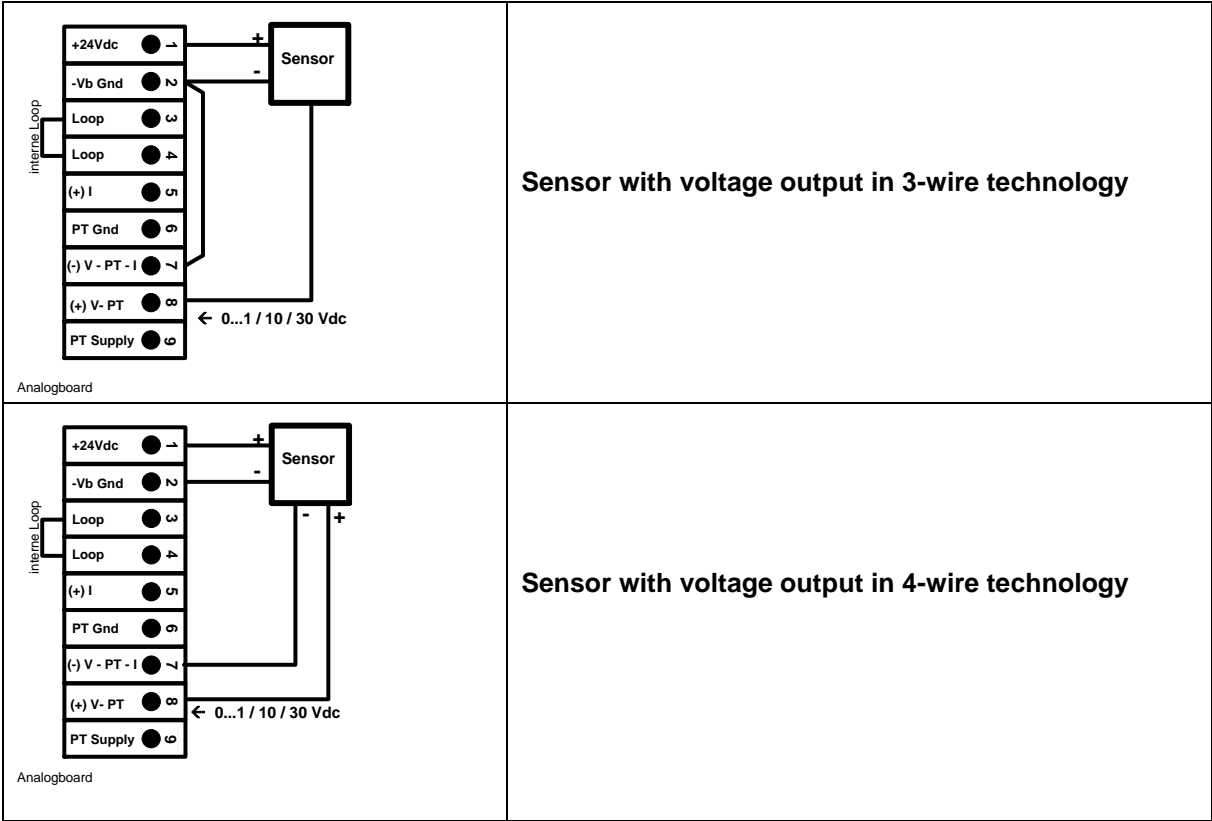 +24Vdc 1
-Vb Gnd 2
Loop 3
Loop 4
(+) I 5
PT Gnd 6
(-) V - PT - I 7
(+) V- PT 8
PT Supply 9
interne Loop
+
-
Sensor
← 0...1 / 10 / 30 Vdc
Analogboard
Sensor with voltage output in 3-wire technology
+24Vdc 1
-Vb Gnd 2
Loop 3
Loop 4
(+) I 5
PT Gnd 6
(-) V - PT - I 7
(+) V- PT 8
PT Supply 9
interne Loop
+
-
Sensor
- +
← 0...1 / 10 / 30 Vdc
Analogboard
Sensor with voltage output in 4-wire technology